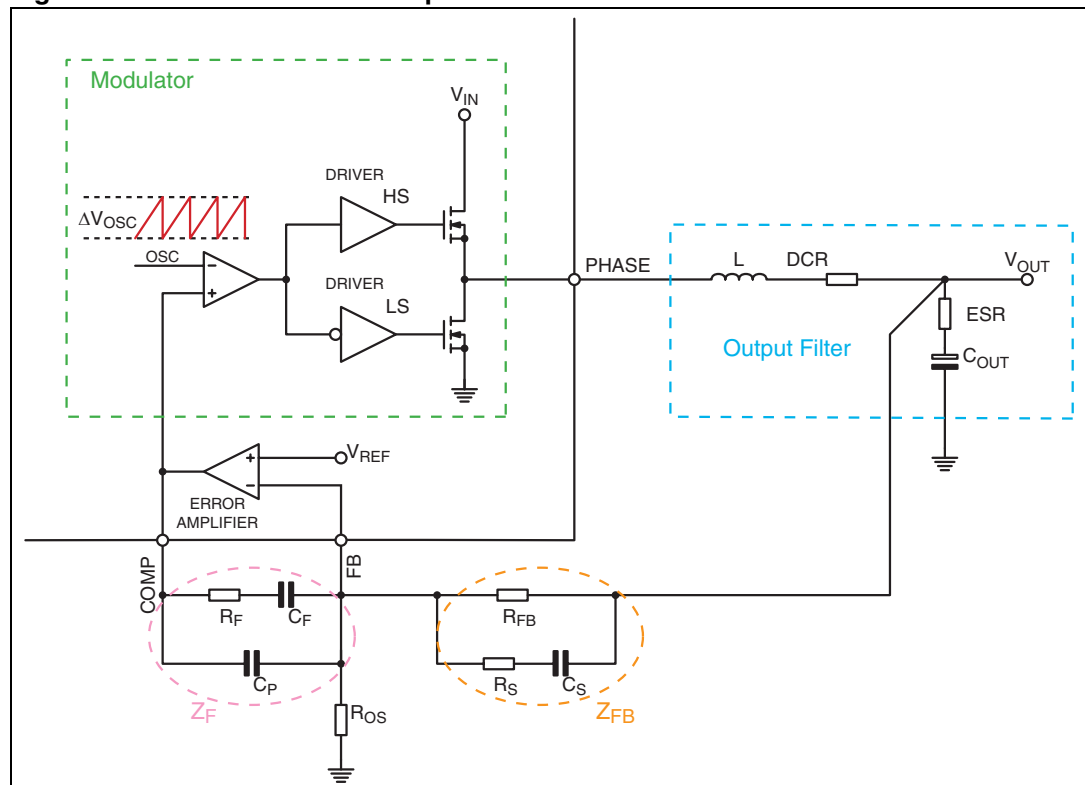 Modulator
VIN
DRIVER
HS
ΔVOSC
OSC
DRIVER
LS
PHASE
L
DCR
VOUT
ESR
COUT
Output Filter
VREF
ERROR
AMPLIFIER
COMP
FB
RF
CF
CP
ZF
ROS
RFB
RS
CS
ZFB